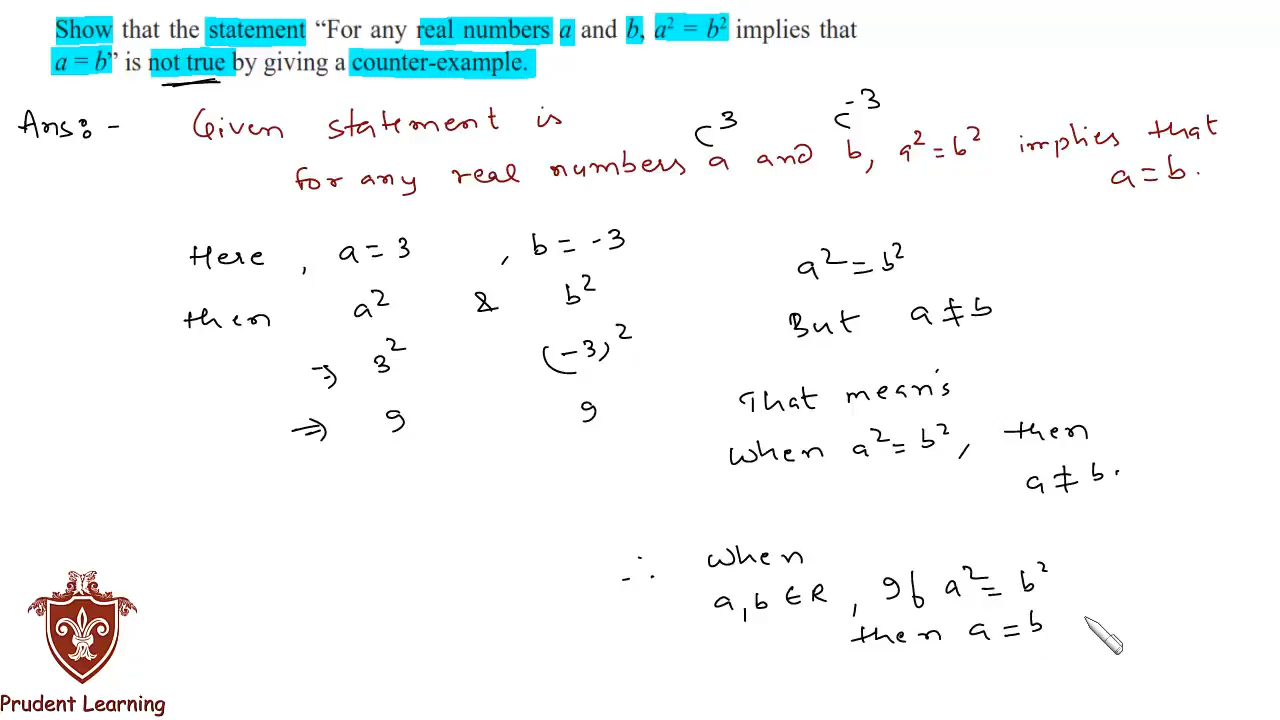 Show that the statement “For any real numbers a and b, a² = b² implies that
a = b” is not true by giving a counter-example.
Ans:- Given statement is
3 -3
for any real numbers a and b, a² = b² implies that
a = b.
Here, a = 3, b = -3
then a² & b²
⇒ 3² (-3)²
⇒ 9 9
a² = b²
But a ≠ b
That mean's
When a² = b², then
a ≠ b.
∴ when
a, b ∈ R, If a² = b²
then a = b
Prudent Learning